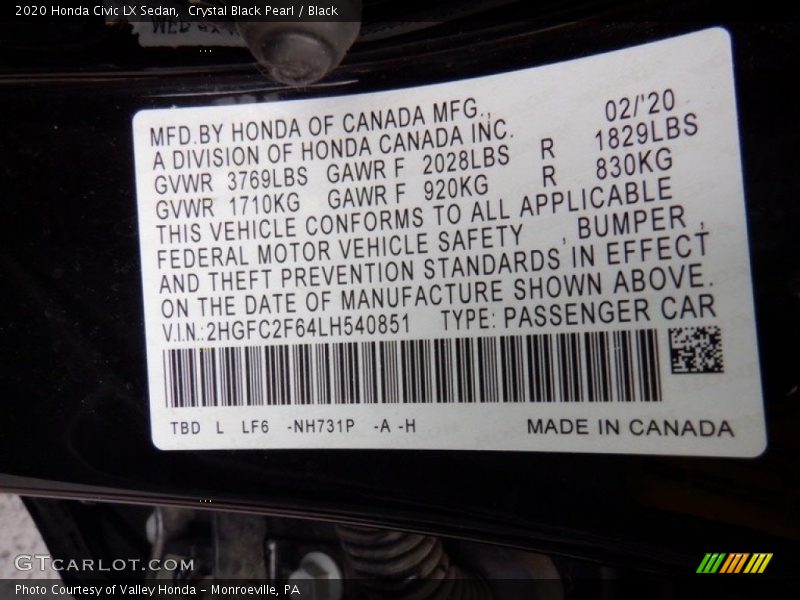 2020 Honda Civic LX Sedan,  Crystal Black Pearl / Black
MFD.BY HONDA OF CANADA MFG., 02/'20
A DIVISION OF HONDA CANADA INC.
GVWR 3769LBS GAWR F 2028LBS R 1829LBS
GVWR 1710KG GAWR F 920KG R 830KG
THIS VEHICLE CONFORMS TO ALL APPLICABLE
FEDERAL MOTOR VEHICLE SAFETY , BUMPER ,
AND THEFT PREVENTION STANDARDS IN EFFECT
ON THE DATE OF MANUFACTURE SHOWN ABOVE.
V.I.N.:2HGFC2F64LH540851 TYPE: PASSENGER CAR
TBD L LF6 -NH731P -A -H MADE IN CANADA
GTCARLOT.COM
Photo Courtesy of Valley Honda - Monroeville, PA